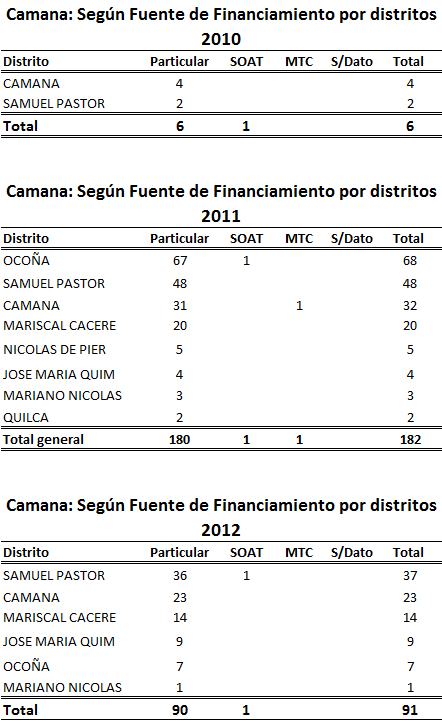 Camana: Según Fuente de Financiamiento por distritos
2010
Distrito Particular SOAT MTC S/Dato Total
CAMANA 4 4
SAMUEL PASTOR 2 2
Total 6 1 6
Camana: Según Fuente de Financiamiento por distritos
2011
Distrito Particular SOAT MTC S/Dato Total
OCOÑA 67 1 68
SAMUEL PASTOR 48 48
CAMANA 31 1 32
MARISCAL CACERE 20 20
NICOLAS DE PIER 5 5
JOSE MARIA QUIM 4 4
MARIANO NICOLAS 3 3
QUILCA 2 2
Total general 180 1 1 182
Camana: Según Fuente de Financiamiento por distritos
2012
Distrito Particular SOAT MTC S/Dato Total
SAMUEL PASTOR 36 1 37
CAMANA 23 23
MARISCAL CACERE 14 14
JOSE MARIA QUIM 9 9
OCOÑA 7 7
MARIANO NICOLAS 1 1
Total 90 1 91